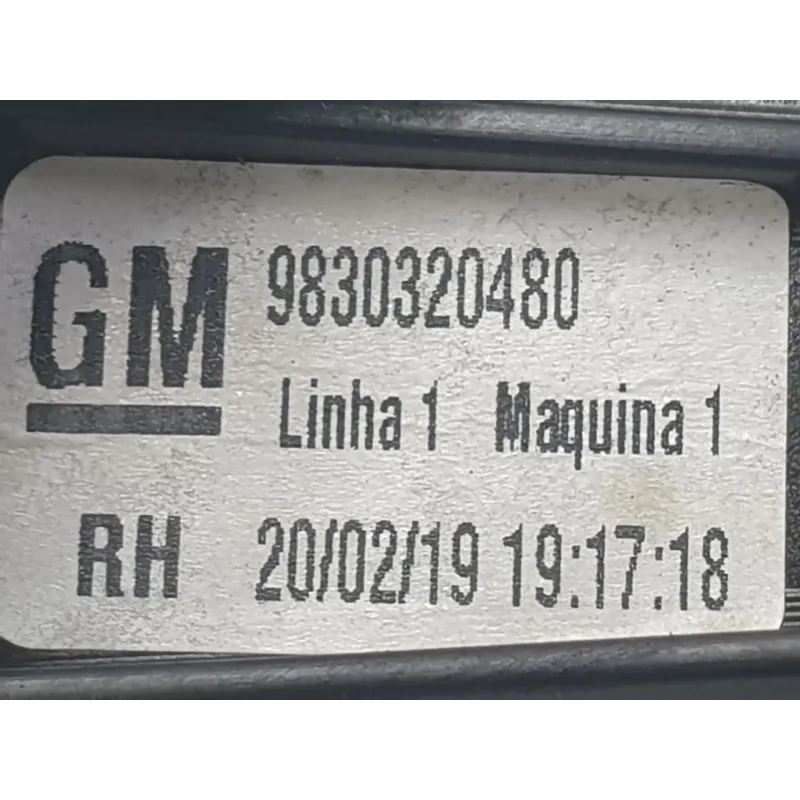 GM 9830320480
Linha 1 Maquina 1
RH 20/02/19 19:17:18